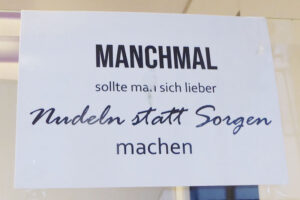 MANCHMAL
sollte man sich lieber
Nudeln statt Sorgen
machen